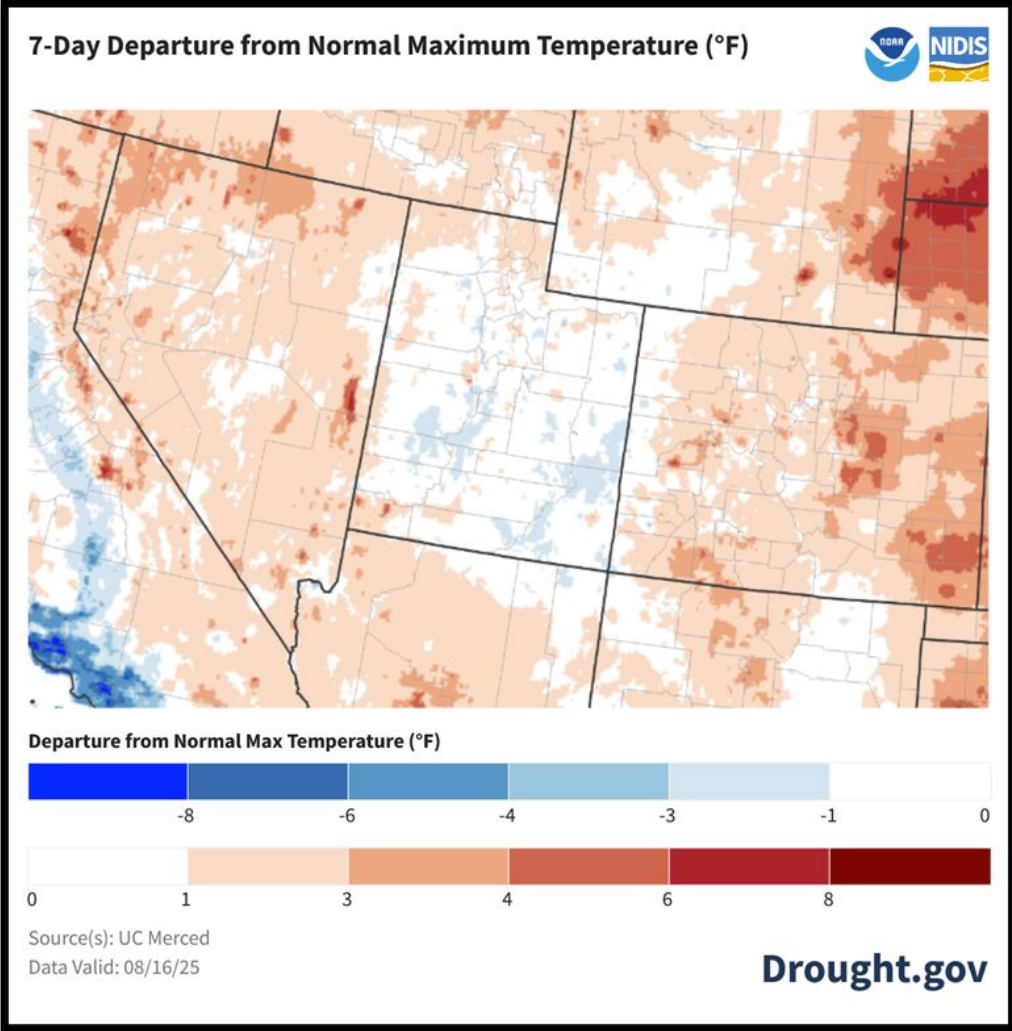 7-Day Departure from Normal Maximum Temperature (°F)
NOAA
NIDIS
Departure from Normal Max Temperature (°F)
-8 -6 -4 -3 -1 0
0 1 3 4 6 8
Source(s): UC Merced
Data Valid: 08/16/25
Drought.gov